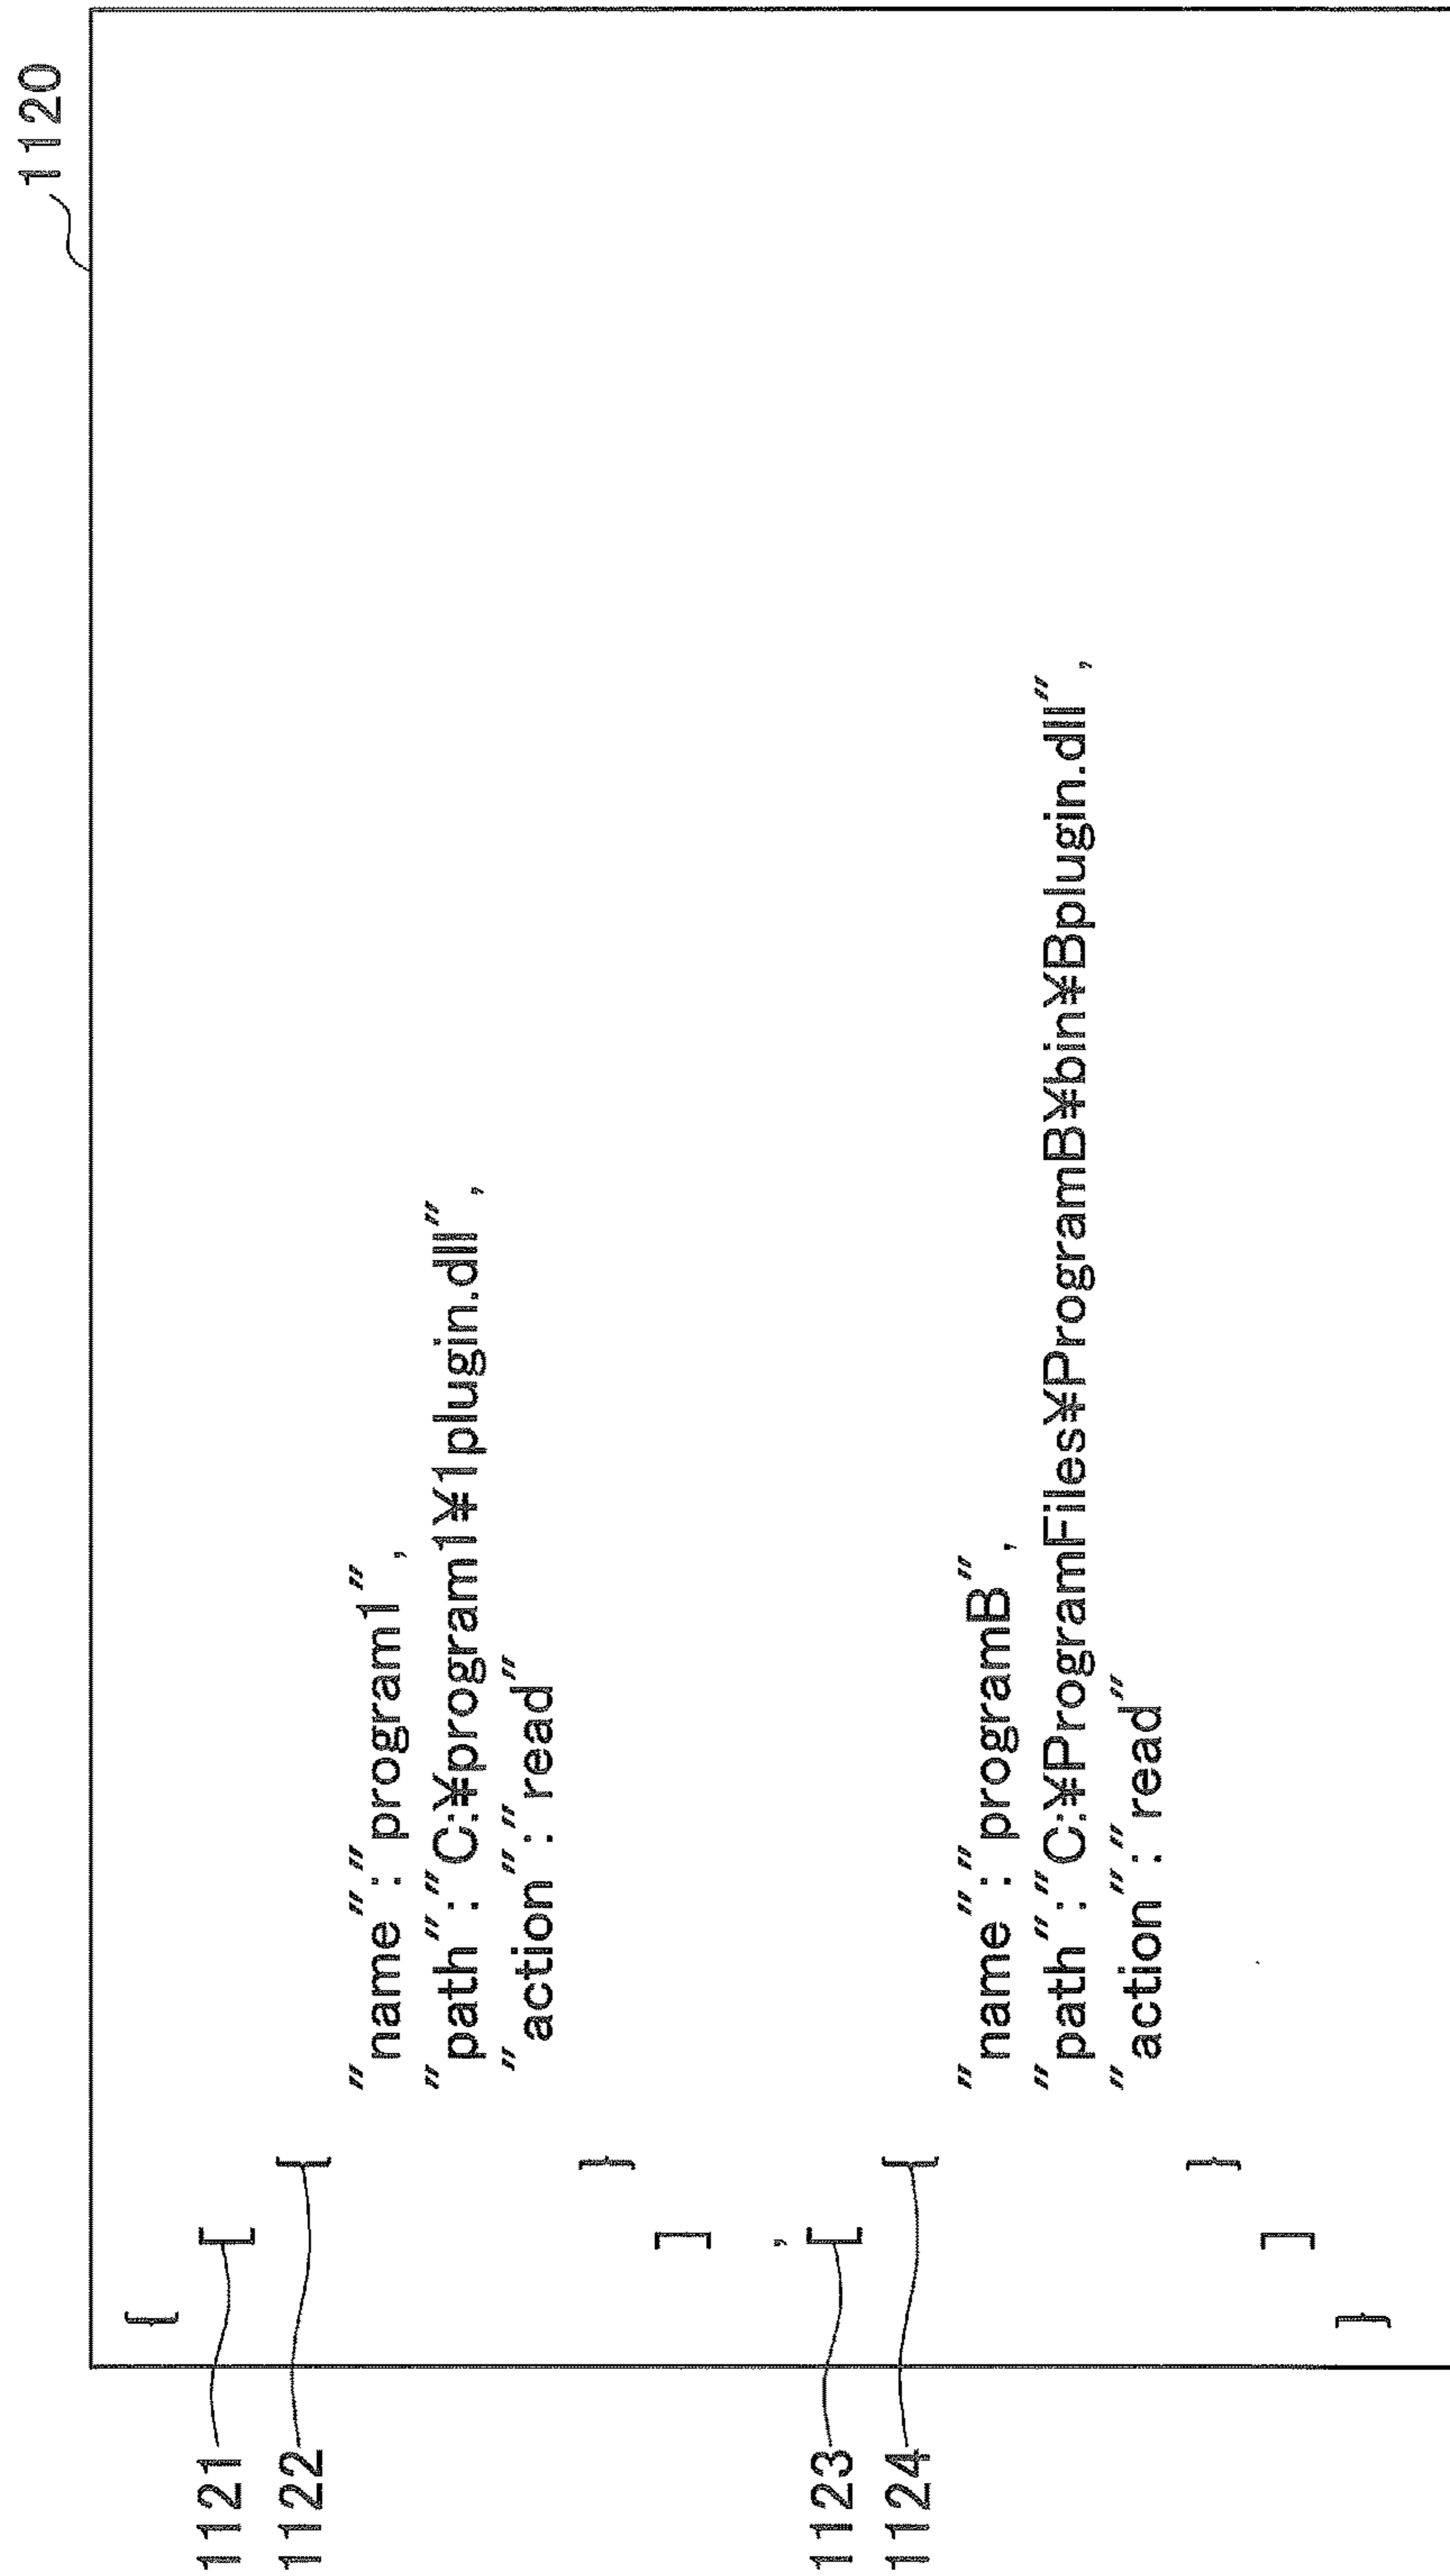 1120
{
1121 [
1122 {
"name":"program1",
"path":"C:¥program1¥1plugin.dll",
"action":"read"
}
]
,
1123 [
1124 {
"name":"programB",
"path":"C:¥ProgramFiles¥ProgramB¥bin¥Bplugin.dll",
"action":"read"
}
]
}